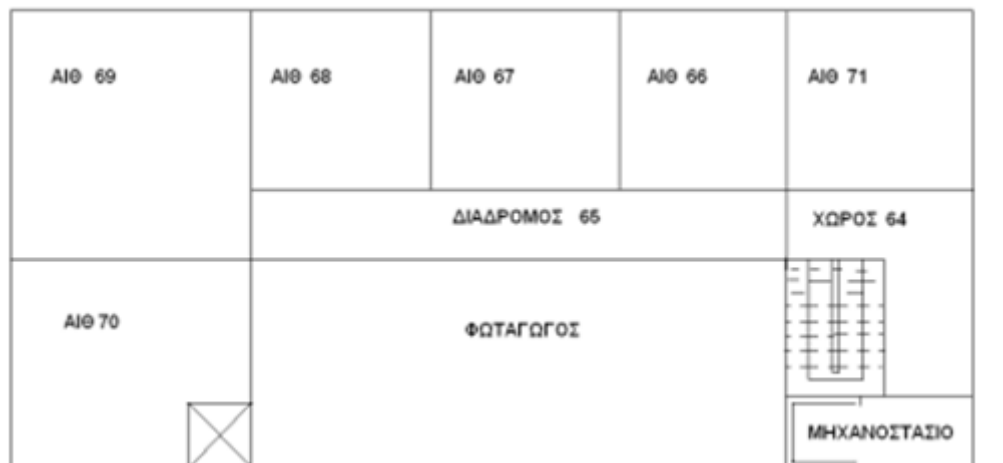 ΑΙΘ 69
ΑΙΘ 68
ΑΙΘ 67
ΑΙΘ 66
ΑΙΘ 71
ΔΙΑΔΡΟΜΟΣ 65
ΧΩΡΟΣ 64
ΑΙΘ 70
ΦΩΤΑΓΩΓΟΣ
ΜΗΧΑΝΟΣΤΑΣΙΟ